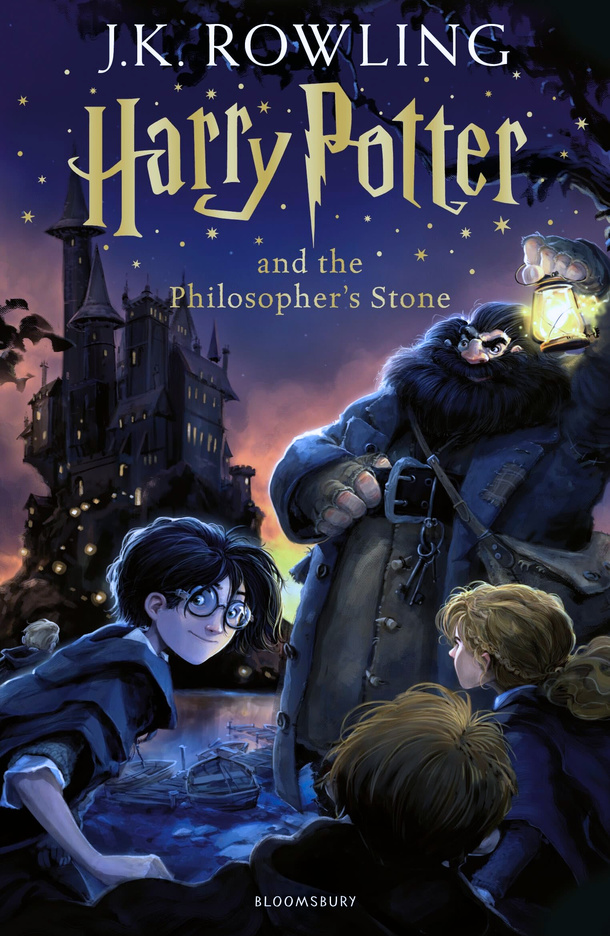 J.K. ROWLING
Harry Potter
and the
Philosopher's Stone
BLOOMSBURY